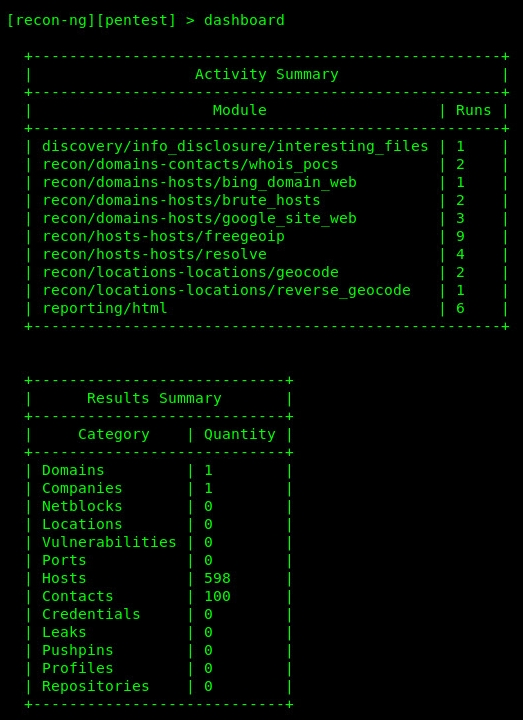 [recon-ng][pentest] > dashboard
+----------------------------------------------------+
|                  Activity Summary                  |
+----------------------------------------------------+
|                    Module                   | Runs |
+----------------------------------------------------+
| discovery/info_disclosure/interesting_files | 1    |
| recon/domains-contacts/whois_pocs           | 2    |
| recon/domains-hosts/bing_domain_web         | 1    |
| recon/domains-hosts/brute_hosts             | 2    |
| recon/domains-hosts/google_site_web         | 3    |
| recon/hosts-hosts/freegeoip                 | 9    |
| recon/hosts-hosts/resolve                   | 4    |
| recon/locations-locations/geocode           | 2    |
| recon/locations-locations/reverse_geocode   | 1    |
| reporting/html                              | 6    |
+----------------------------------------------------+
+----------------------------+
|      Results Summary       |
+----------------------------+
|     Category    | Quantity |
+----------------------------+
| Domains         | 1        |
| Companies       | 1        |
| Netblocks       | 0        |
| Locations       | 0        |
| Vulnerabilities | 0        |
| Ports           | 0        |
| Hosts           | 598      |
| Contacts        | 100      |
| Credentials     | 0        |
| Leaks           | 0        |
| Pushpins        | 0        |
| Profiles        | 0        |
| Repositories    | 0        |
+----------------------------+